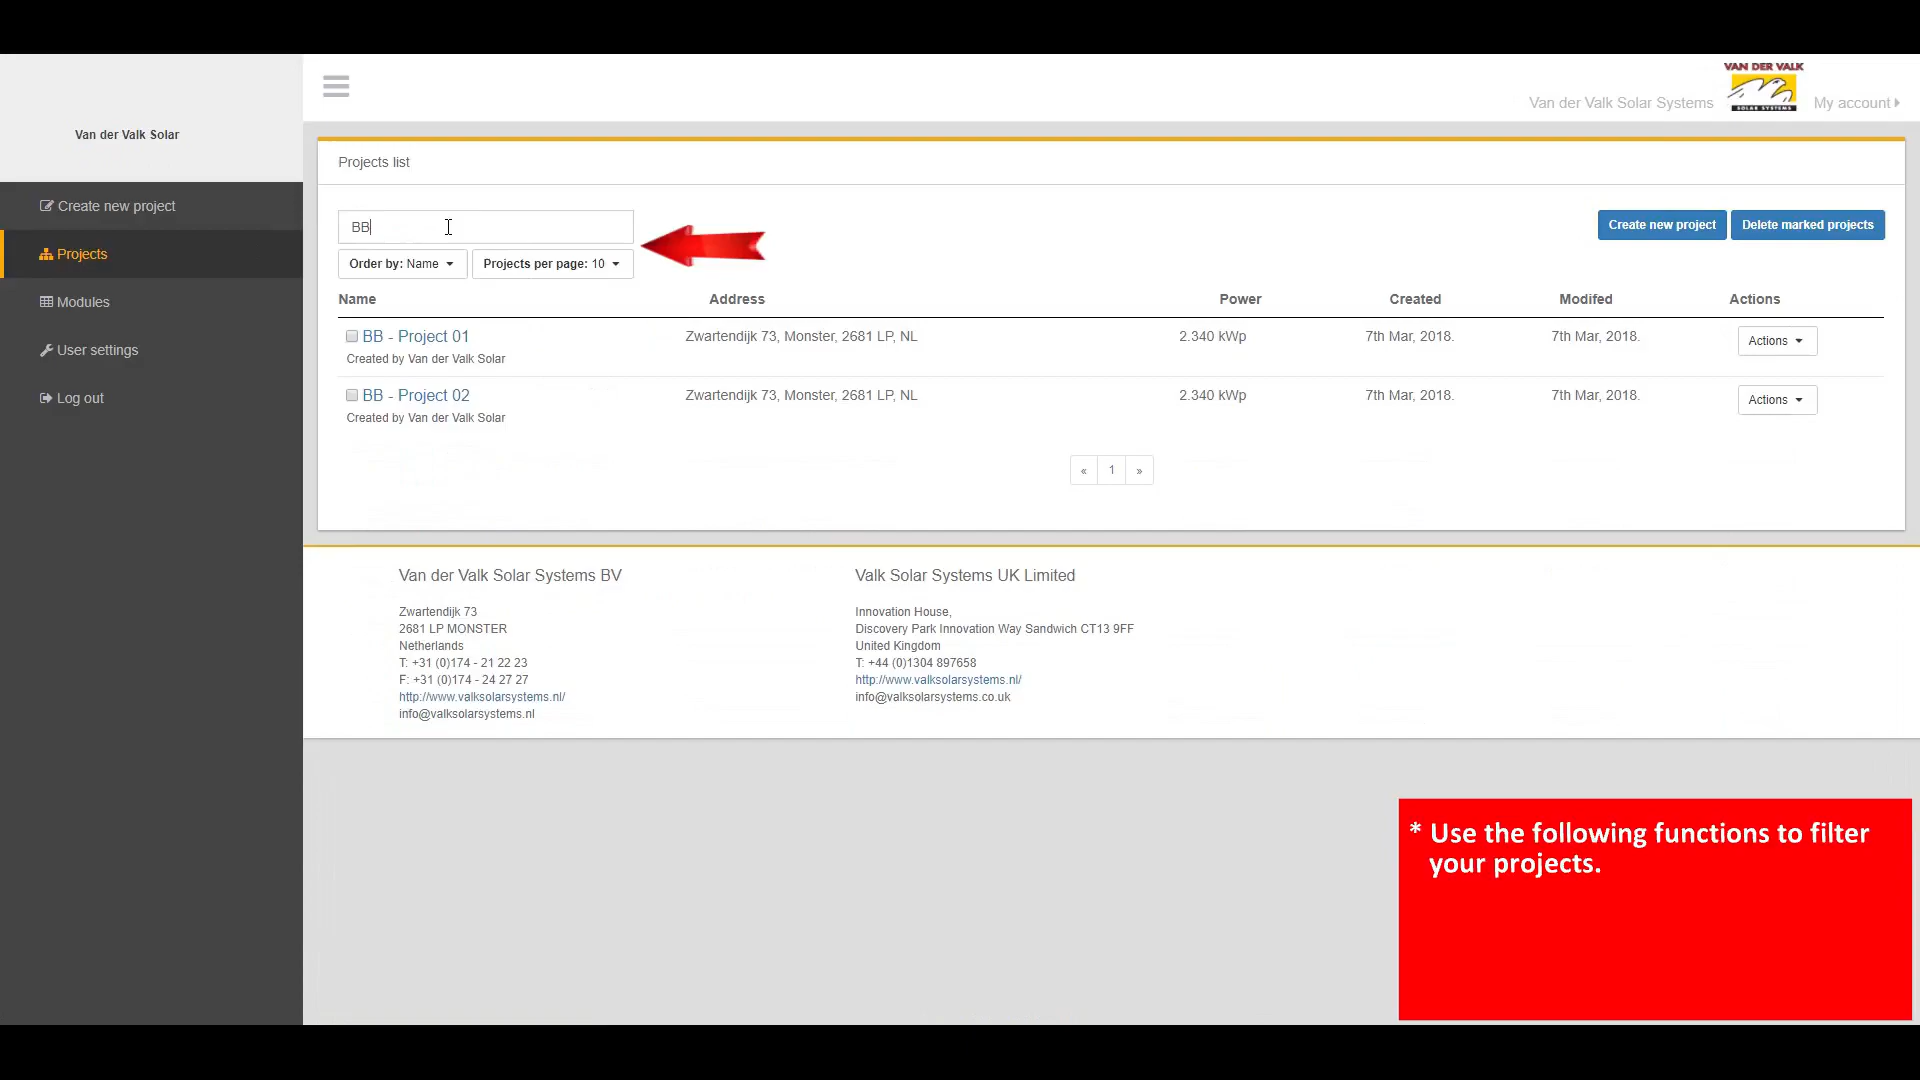 VAN DER VALK
SOLAR SYSTEMS
Van der Valk Solar Systems
My account
Van der Valk Solar
Create new project
Projects
Modules
User settings
Log out
Projects list
BB
Create new project
Delete marked projects
Order by: Name
Projects per page: 10
Name Address Power Created Modifed Actions
BB - Project 01 Zwartendijk 73, Monster, 2681 LP, NL 2.340 kWp 7th Mar, 2018. 7th Mar, 2018. Actions
Created by Van der Valk Solar
BB - Project 02 Zwartendijk 73, Monster, 2681 LP, NL 2.340 kWp 7th Mar, 2018. 7th Mar, 2018. Actions
Created by Van der Valk Solar
« 1 »
Van der Valk Solar Systems BV
Zwartendijk 73
2681 LP MONSTER
Netherlands
T: +31 (0)174 - 21 22 23
F: +31 (0)174 - 24 27 27
http://www.valksolarsystems.nl/
info@valksolarsystems.nl
Valk Solar Systems UK Limited
Innovation House,
Discovery Park Innovation Way Sandwich CT13 9FF
United Kingdom
T: +44 (0)1304 897658
http://www.valksolarsystems.nl/
info@valksolarsystems.co.uk
* Use the following functions to filter
your projects.